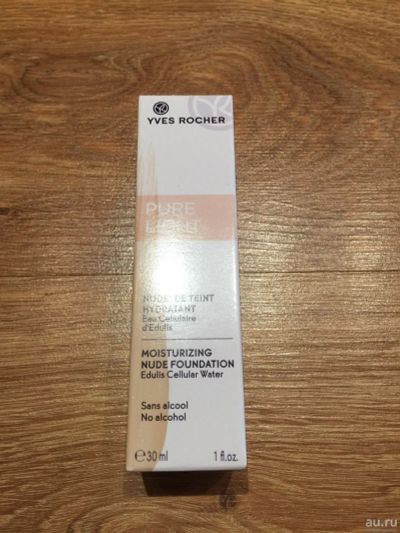 YVES ROCHER
PURE
LIGHT
NUDE DE TEINT
HYDRATANT
Eau Cellulaire
d'Edulis
MOISTURIZING
NUDE FOUNDATION
Edulis Cellular Water
Sans alcool
No alcohol
℮30 ml 1 fl.oz.
au.ru